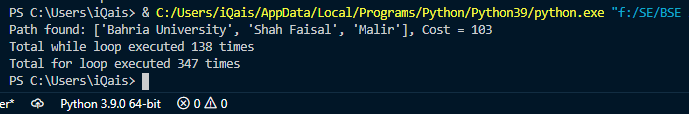 PS C:\Users\iQais> & C:/Users/iQais/AppData/Local/Programs/Python/Python39/python.exe "f:/SE/BSE
Path found: ['Bahria University', 'Shah Faisal', 'Malir'], Cost = 103
Total while loop executed 138 times
Total for loop executed 347 times
PS C:\Users\iQais>
er* Python 3.9.0 64-bit 0 0